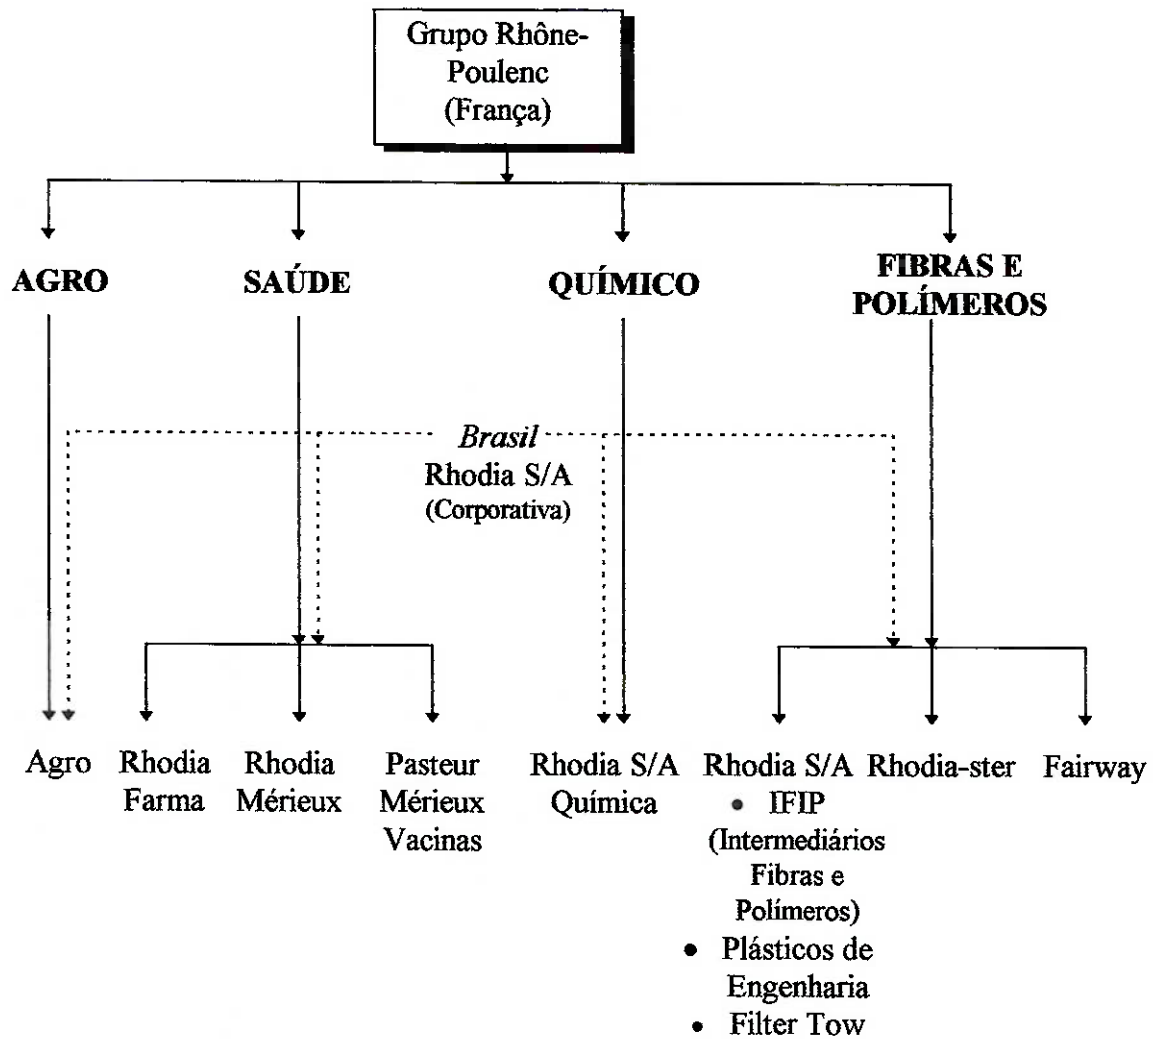 Grupo Rhône-
Poulenc
(França)
AGRO
SAÚDE
QUÍMICO
FIBRAS E
POLÍMEROS
Brasil
Rhodia S/A
(Corporativa)
Agro
Rhodia
Farma
Rhodia
Mérieux
Pasteur
Mérieux
Vacinas
Rhodia S/A
Química
Rhodia S/A
• IFIP
(Intermediários
Fibras e
Polímeros)
• Plásticos de
Engenharia
• Filter Tow
Rhodia-ster
Fairway